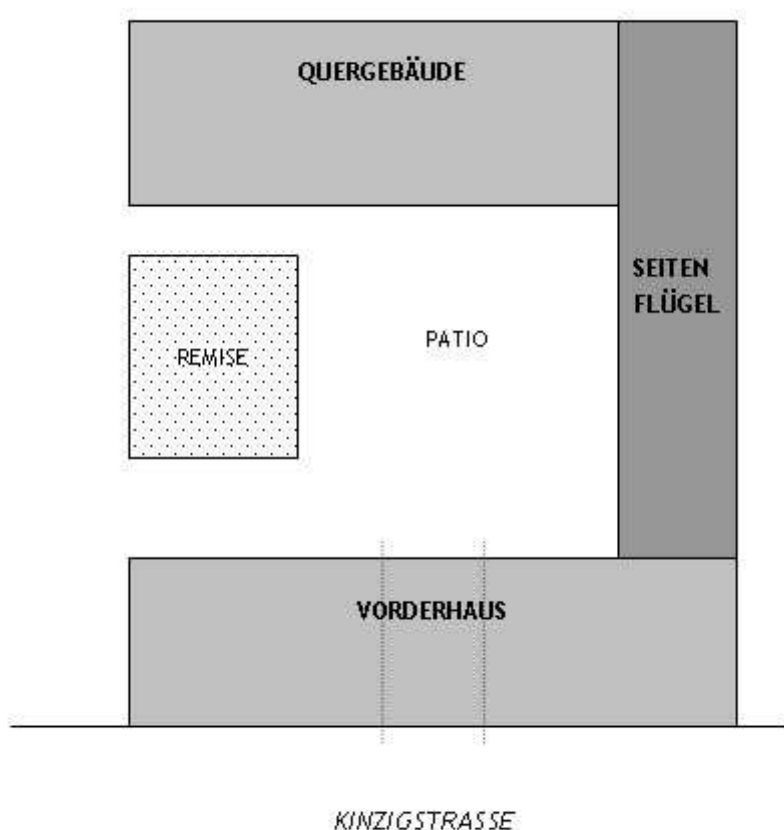 QUERGEBÄUDE
SEITEN
FLÜGEL
REMISE
PATIO
VORDERHAUS
KINZIGSTRASSE